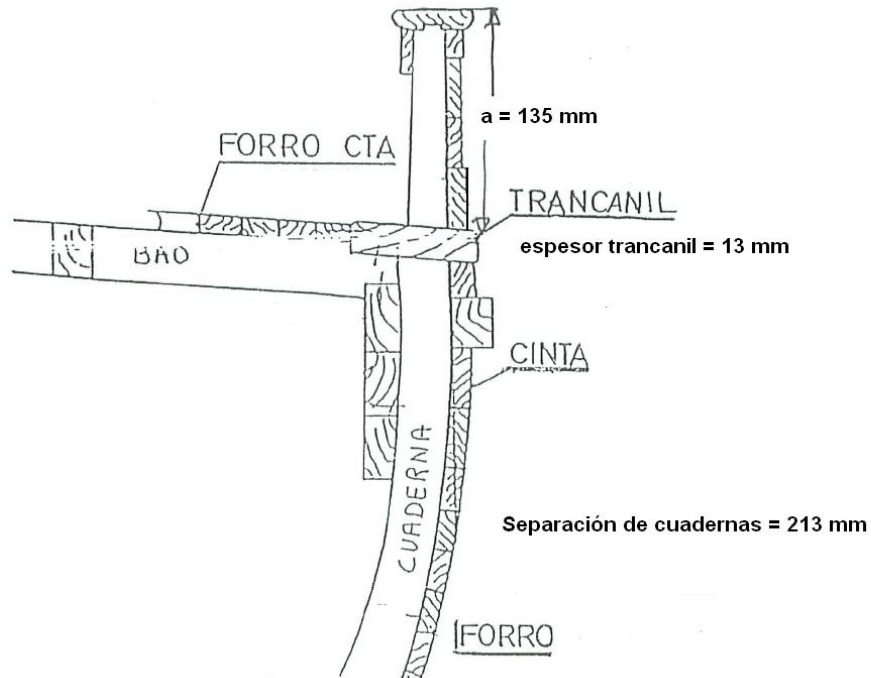 a = 135 mm
FORRO CTA
TRANCANIL
espesor trancanil = 13 mm
BAO
CINTA
CUADERNA
Separación de cuadernas = 213 mm
FORRO